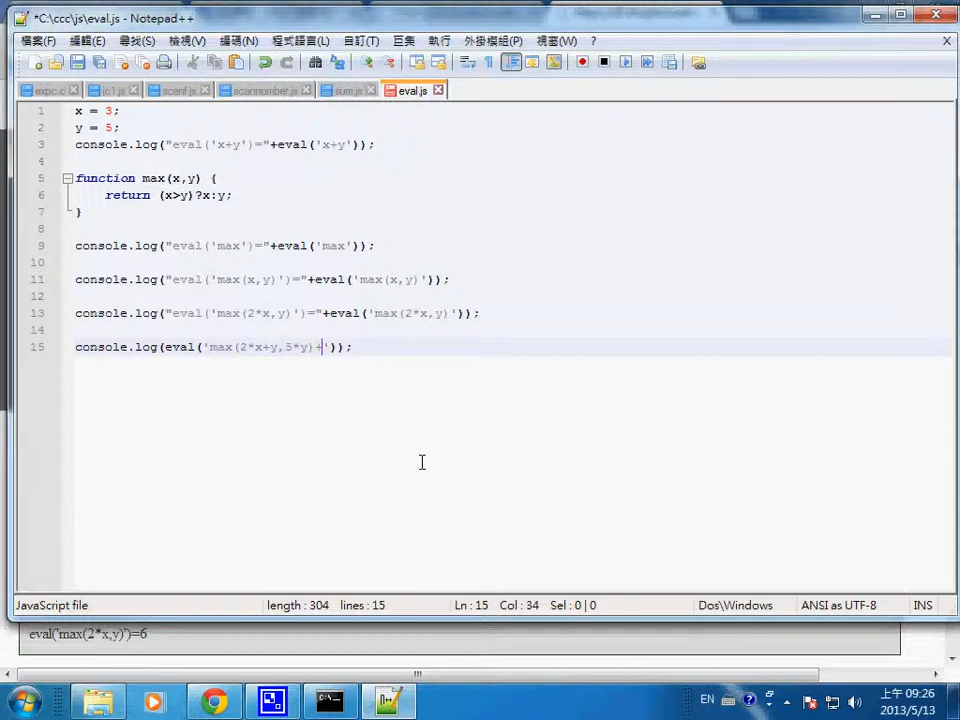 *C:\ccc\js\eval.js - Notepad++
檔案(F) 編輯(E) 尋找(S) 檢視(V) 編碼(N) 程式語言(L) 自訂(T) 巨集 執行 外掛模組(P) 視窗(W) ? X
expc.c jc1.js scanf.js scannumber.js sum.js eval.js
1 x = 3;
2 y = 5;
3 console.log("eval('x+y')="+eval('x+y'));
4
5 function max(x,y) {
6 return (x>y)?x:y;
7 }
8
9 console.log("eval('max')="+eval('max'));
10
11 console.log("eval('max(x,y)')="+eval('max(x,y)'));
12
13 console.log("eval('max(2*x,y)')="+eval('max(2*x,y)'));
14
15 console.log(eval('max(2*x+y,5*y)+'));
JavaScript file length : 304 lines : 15 Ln : 15 Col : 34 Sel : 0 | 0 Dos\Windows ANSI as UTF-8 INS
eval('max(2*x,y)')=6
EN 上午 09:26
2013/5/13